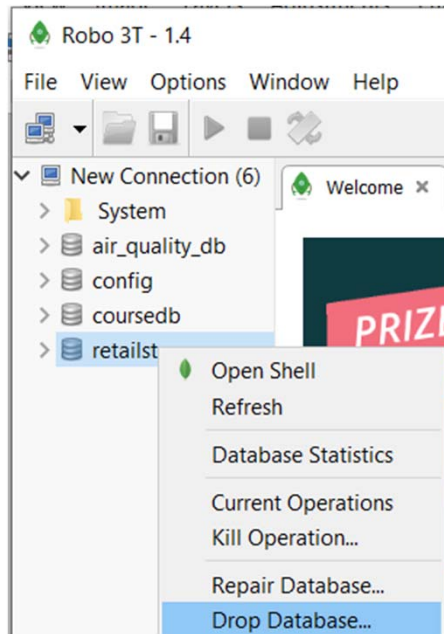 Robo 3T - 1.4
File View Options Window Help
New Connection (6)
System
air_quality_db
config
coursedb
retailst
Welcome
PRIZ
Open Shell
Refresh
Database Statistics
Current Operations
Kill Operation...
Repair Database...
Drop Database...